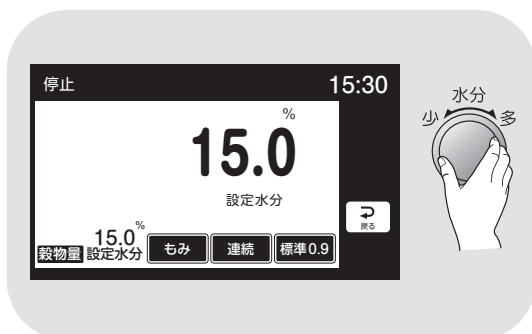 停止 15:30
%
15.0
設定水分
戻る
15.0%
穀物量 設定水分 もみ 連続 標準0.9
水分
少 多